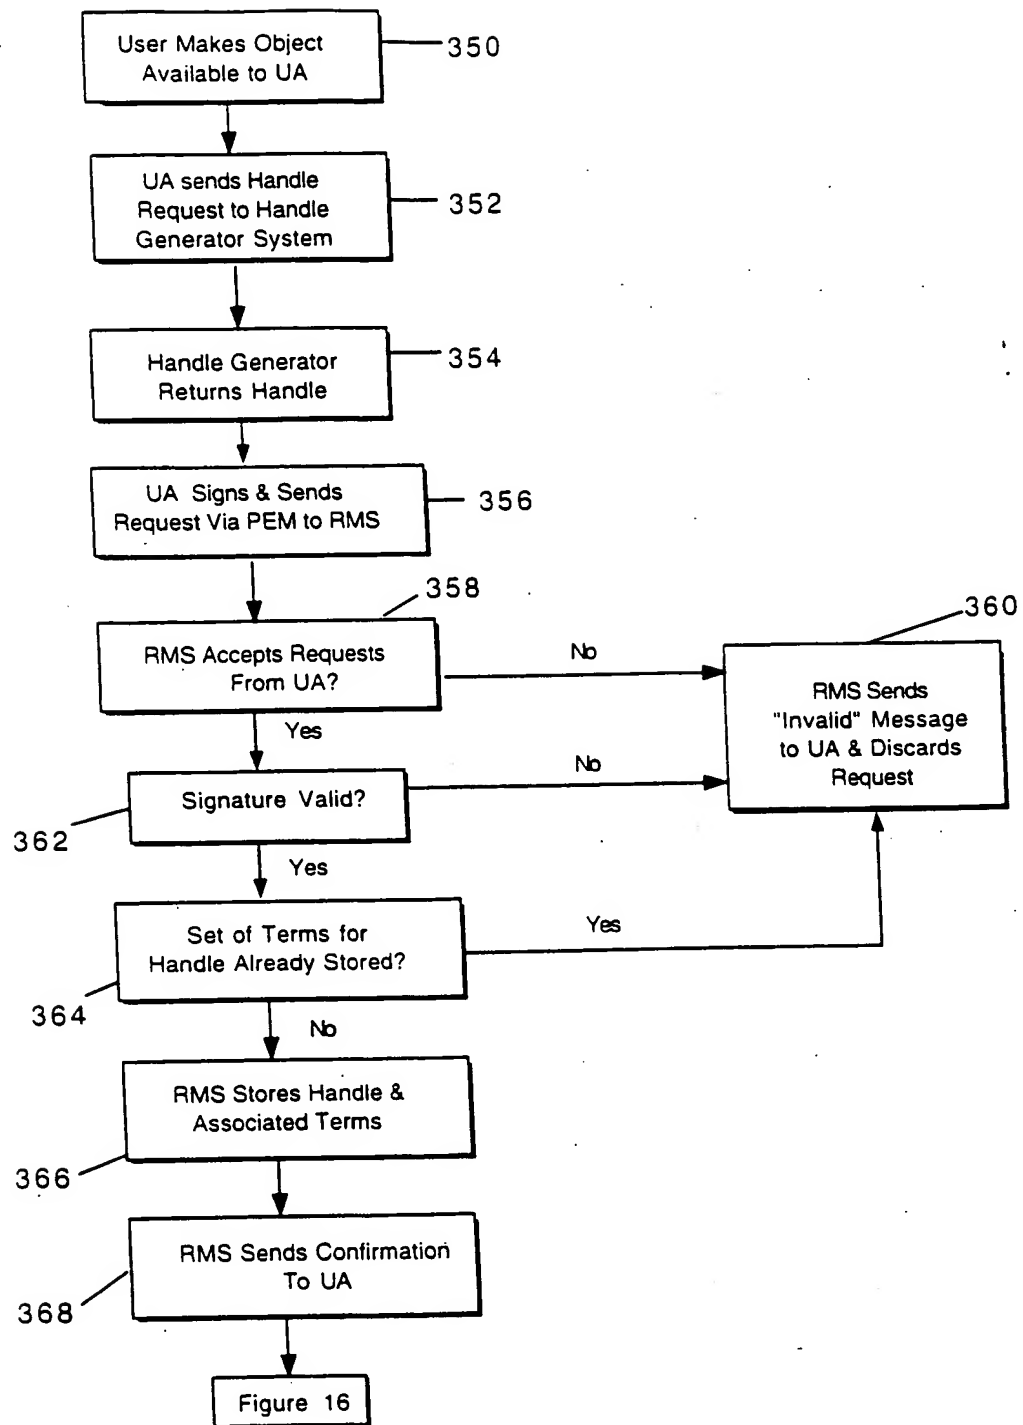 User Makes Object
Available to UA
350
UA sends Handle
Request to Handle
Generator System
352
Handle Generator
Returns Handle
354
UA Signs & Sends
Request Via PEM to RMS
356
358
RMS Accepts Requests
From UA?
No
360
RMS Sends
"Invalid" Message
to UA & Discards
Request
Yes
Signature Valid?
No
362
Yes
Set of Terms for
Handle Already Stored?
Yes
364
No
RMS Stores Handle &
Associated Terms
366
RMS Sends Confirmation
To UA
368
Figure 16